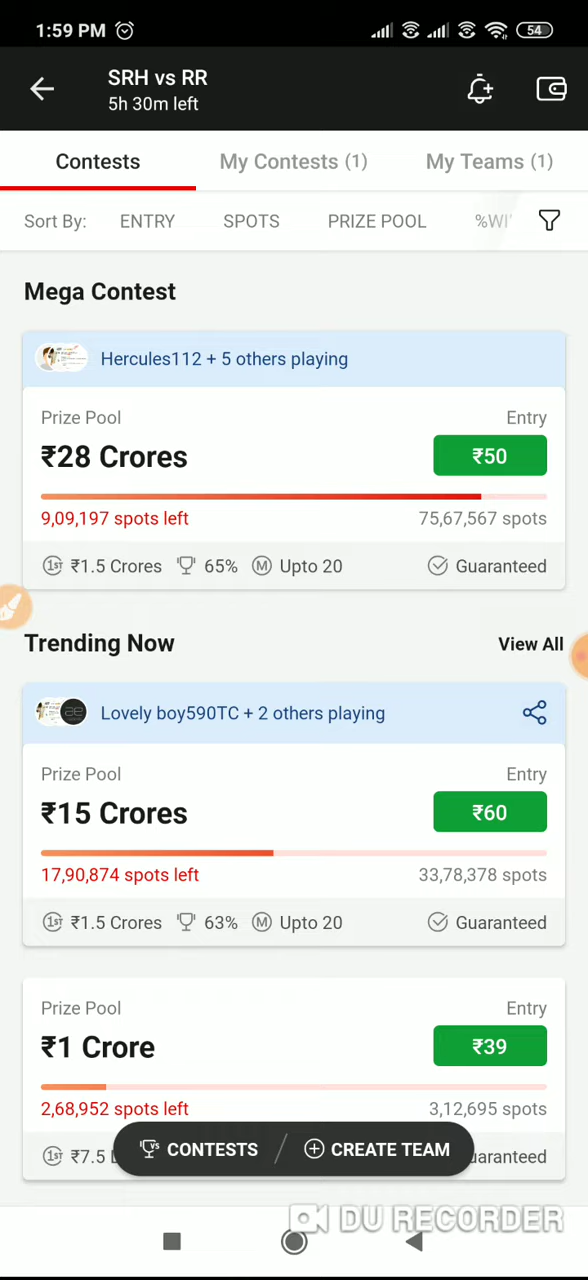 1:59 PM 54
SRH vs RR
5h 30m left
Contests My Contests (1) My Teams (1)
Sort By: ENTRY SPOTS PRIZE POOL
Mega Contest
Hercules112 + 5 others playing
Prize Pool Entry
₹28 Crores ₹50
9,09,197 spots left 75,67,567 spots
1st ₹1.5 Crores 65% M Upto 20 Guaranteed
Trending Now View All
Lovely boy590TC + 2 others playing
Prize Pool Entry
₹15 Crores ₹60
17,90,874 spots left 33,78,378 spots
1st ₹1.5 Crores 63% M Upto 20 Guaranteed
Prize Pool Entry
₹1 Crore ₹39
2,68,952 spots left 3,12,695 spots
1st ₹7.5
VS CONTESTS CREATE TEAM
DU RECORDER